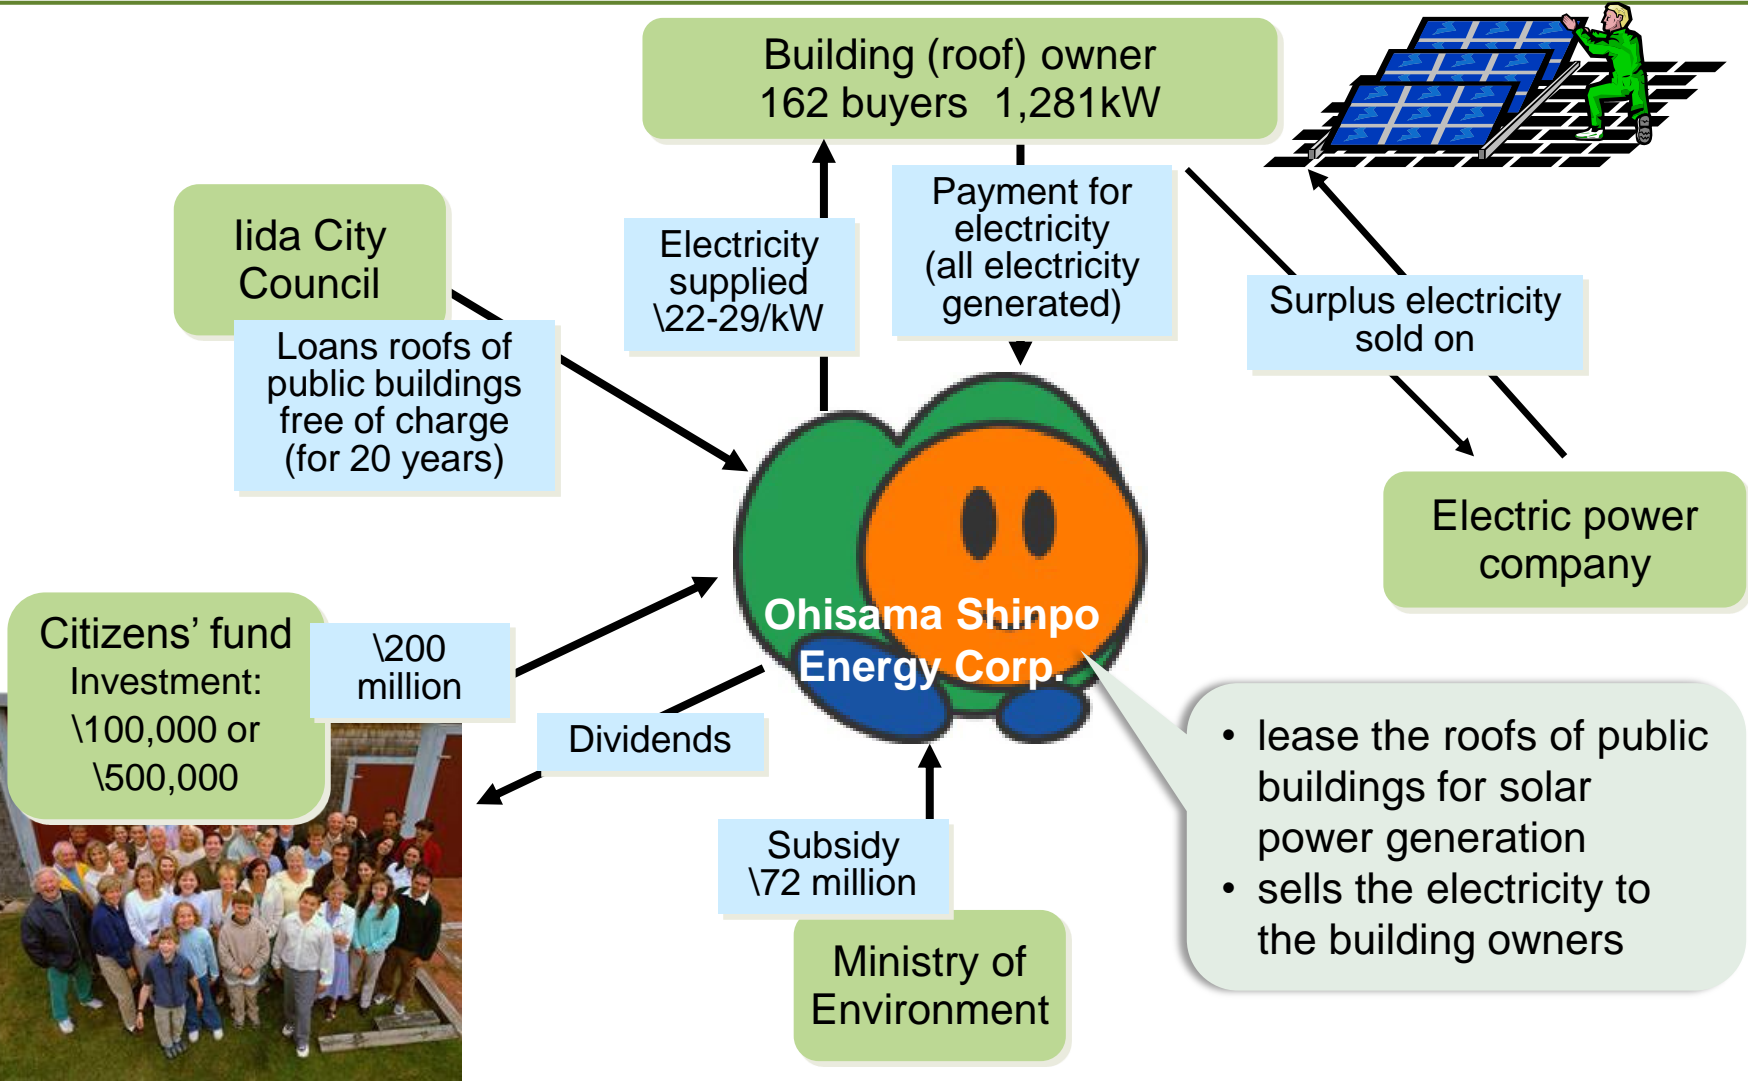 Building (roof) owner
162 buyers  1,281kW
Iida City
Council
Loans roofs of
public buildings
free of charge
(for 20 years)
Electricity
supplied
\22-29/kW
Payment for
electricity
(all electricity
generated)
Surplus electricity
sold on
Electric power
company
Citizens’ fund
Investment:
\100,000 or
\500,000
\200
million
Dividends
Ohisama Shinpo
Energy Corp.
Subsidy
\72 million
Ministry of
Environment
• lease the roofs of public
buildings for solar
power generation
• sells the electricity to
the building owners